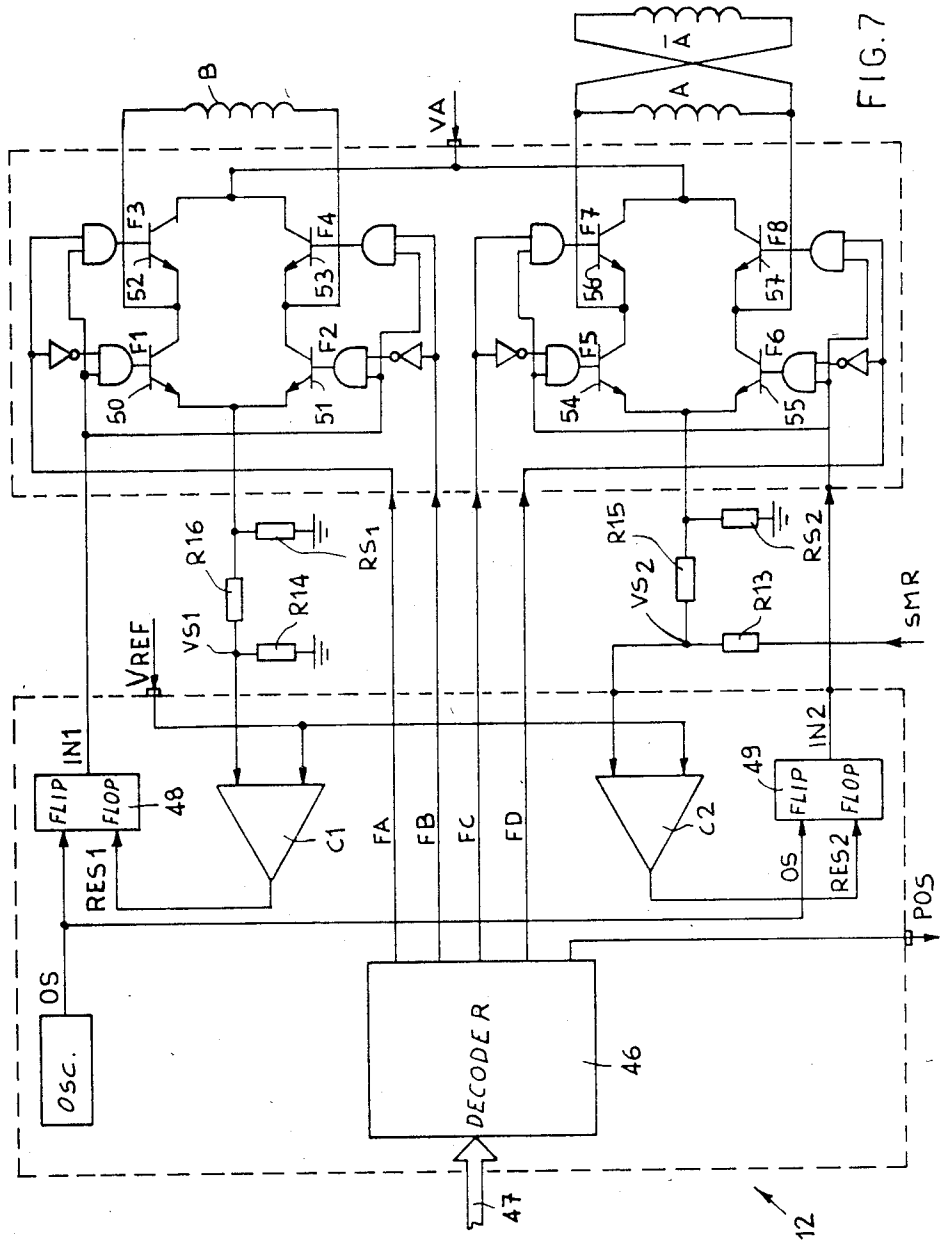 FIG. 7
B
VA
A
A̅
52
F3
F4
53
50
F1
F2
51
56
F7
F8
57
54
F5
F6
55
R16
RS1
VS1
R14
R15
RS2
VS2
R13
SMR
VREF
IN1
FLIP
FLOP
48
RES1
C1
FA
FB
FC
FD
C2
IN2
49
FLIP
FLOP
OS
RES2
POS
OS
OSC.
DECODER
46
47
12